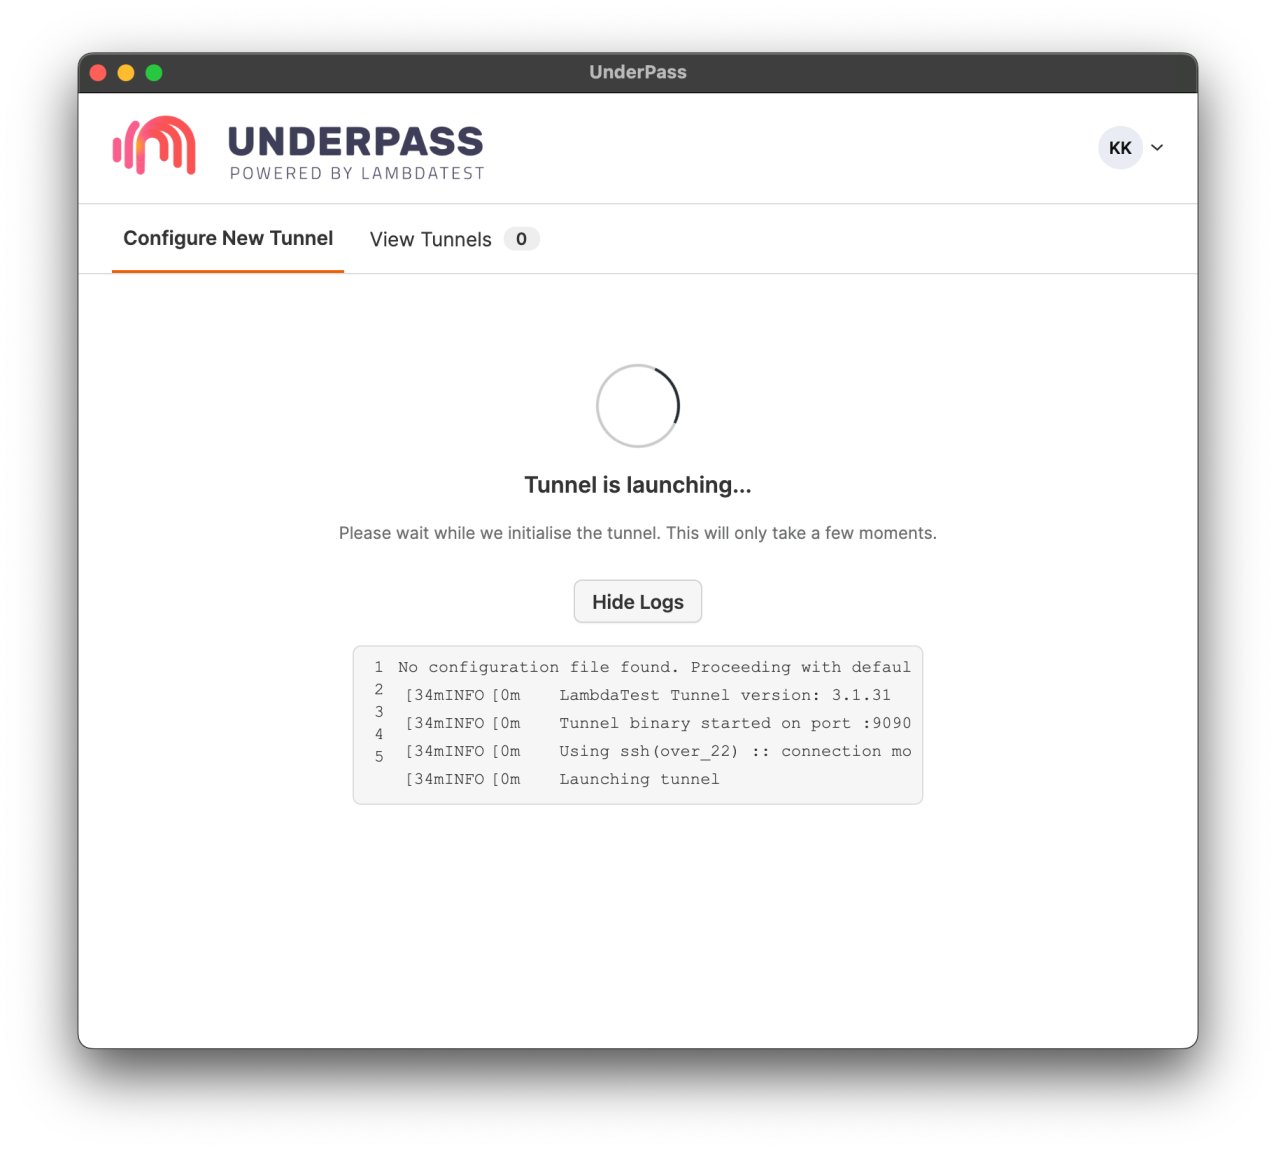 UnderPass
UNDERPASS
POWERED BY LAMBDATEST
KK
Configure New Tunnel
View Tunnels 0
Tunnel is launching...
Please wait while we initialise the tunnel. This will only take a few moments.
Hide Logs
1 No configuration file found. Proceeding with defaul
2 [34mINFO [0m LambdaTest Tunnel version: 3.1.31
3 [34mINFO [0m Tunnel binary started on port :9090
4 [34mINFO [0m Using ssh(over_22) :: connection mo
5 [34mINFO [0m Launching tunnel